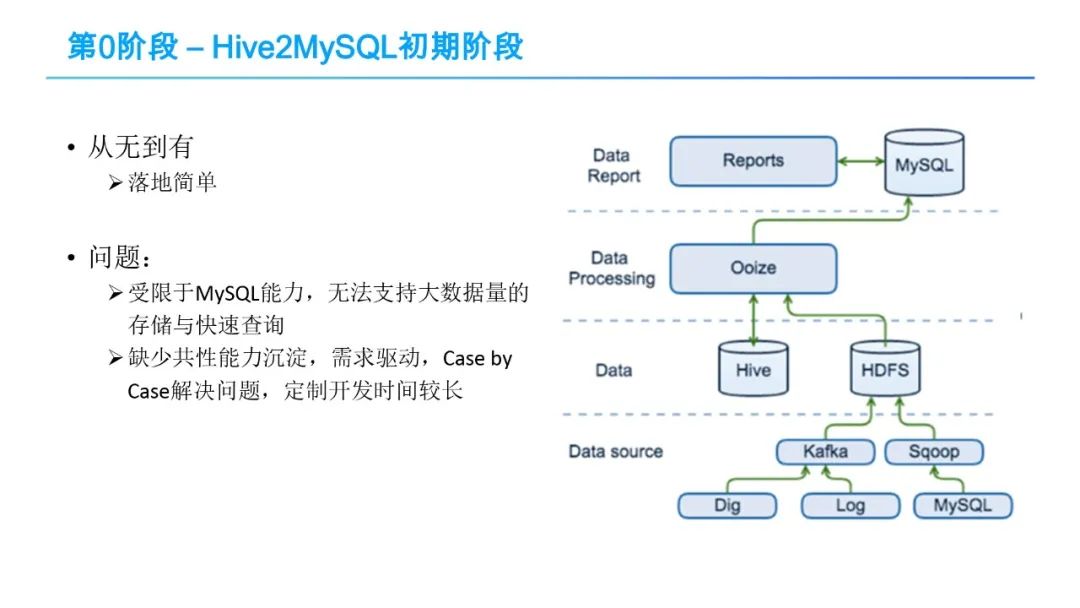 第0阶段 – Hive2MySQL初期阶段
• 从无到有
➢落地简单
• 问题：
➢受限于MySQL能力，无法支持大数据量的
存储与快速查询
➢缺少共性能力沉淀，需求驱动，Case by
Case解决问题，定制开发时间较长
Data
Report
Reports
MySQL
Data
Processing
Ooize
Data
Hive
HDFS
Data source
Kafka
Sqoop
Dig
Log
MySQL